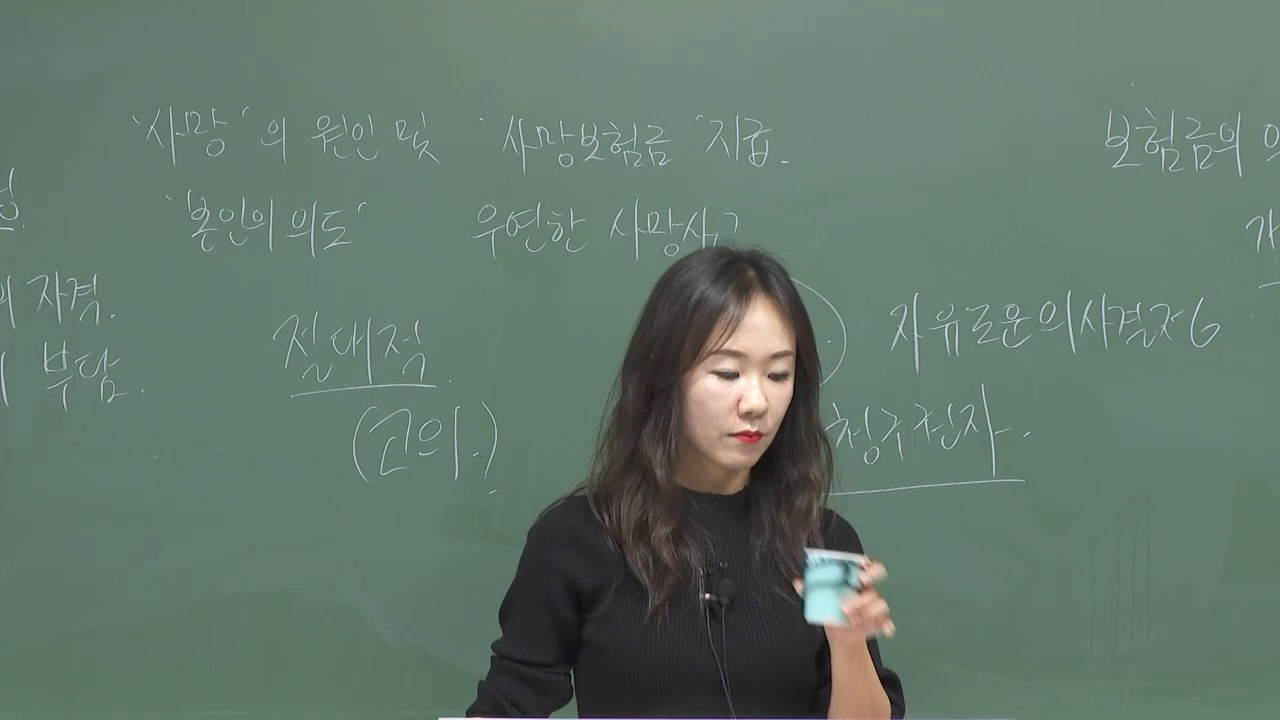 '사망'의 원인 및 '사망보험금' 지급.
보험금의
'본인의 의도'
우연한 사망사고
의 자격.
절대적.
자유로운의사결정
부담.
(고의.)
청구권자.